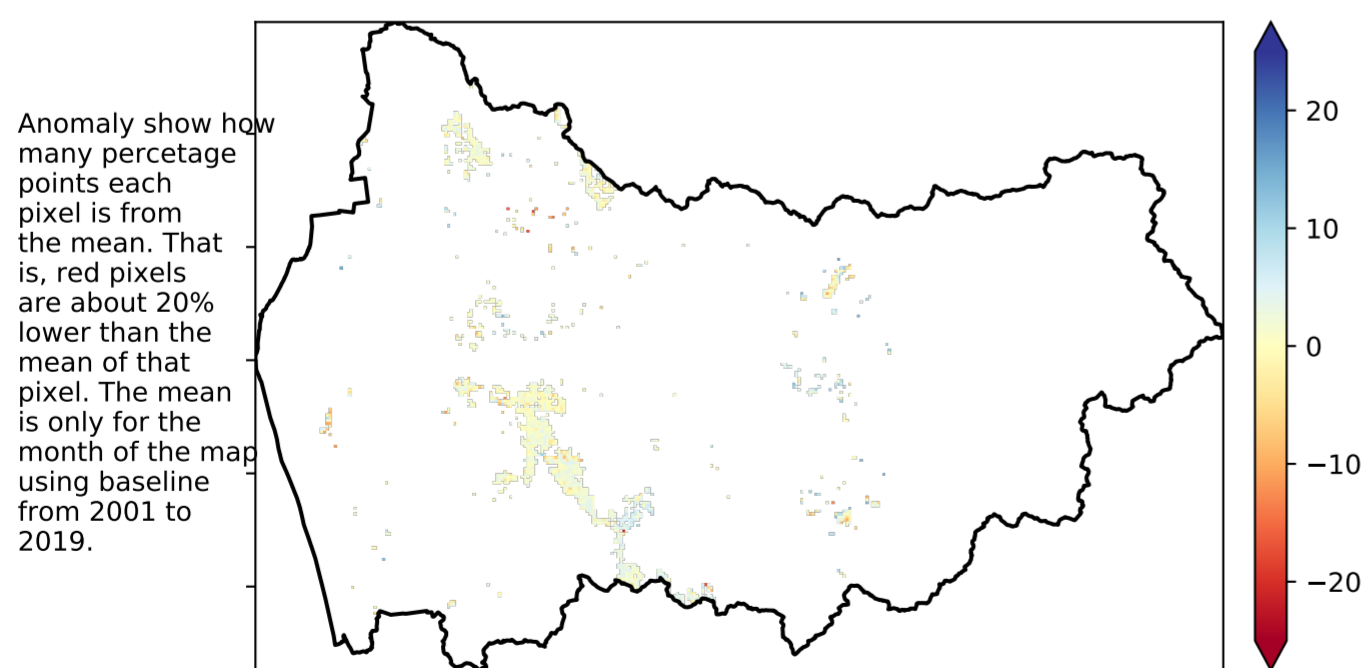 Anomaly show how
many percetage
points each
pixel is from
the mean. That
is, red pixels
are about 20%
lower than the
mean of that
pixel. The mean
is only for the
month of the map
using baseline
from 2001 to
2019.
20
10
0
−10
−20